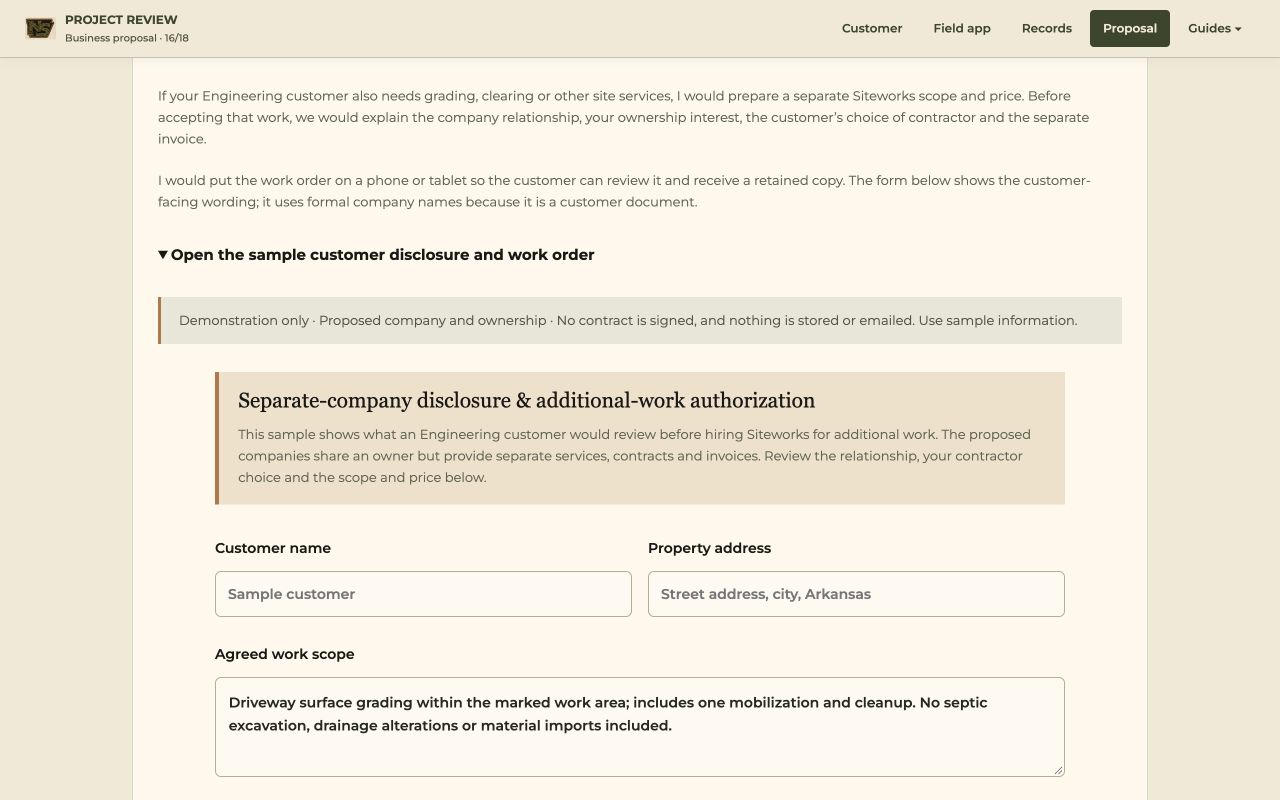 PROJECT REVIEW
Business proposal · 16/18
Customer
Field app
Records
Proposal
Guides
If your Engineering customer also needs grading, clearing or other site services, I would prepare a separate Siteworks scope and price. Before
accepting that work, we would explain the company relationship, your ownership interest, the customer’s choice of contractor and the separate
invoice.
I would put the work order on a phone or tablet so the customer can review it and receive a retained copy. The form below shows the customer-
facing wording; it uses formal company names because it is a customer document.
Open the sample customer disclosure and work order
Demonstration only · Proposed company and ownership · No contract is signed, and nothing is stored or emailed. Use sample information.
Separate-company disclosure & additional-work authorization
This sample shows what an Engineering customer would review before hiring Siteworks for additional work. The proposed
companies share an owner but provide separate services, contracts and invoices. Review the relationship, your contractor
choice and the scope and price below.
Customer name
Property address
Sample customer
Street address, city, Arkansas
Agreed work scope
Driveway surface grading within the marked work area; includes one mobilization and cleanup. No septic
excavation, drainage alterations or material imports included.